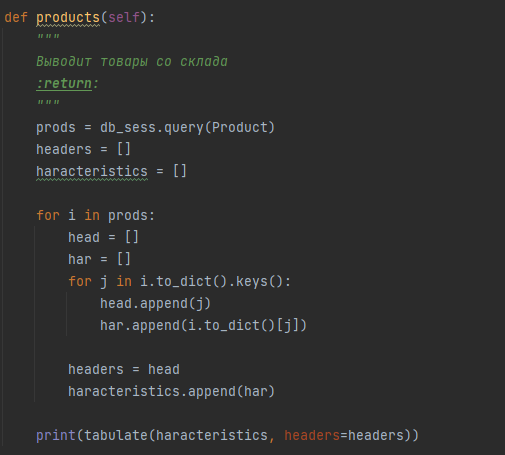 def products(self):
"""
Выводит товары со склада
:return:
"""
prods = db_sess.query(Product)
headers = []
haracteristics = []
for i in prods:
head = []
har = []
for j in i.to_dict().keys():
head.append(j)
har.append(i.to_dict()[j])
headers = head
haracteristics.append(har)
print(tabulate(haracteristics, headers=headers))